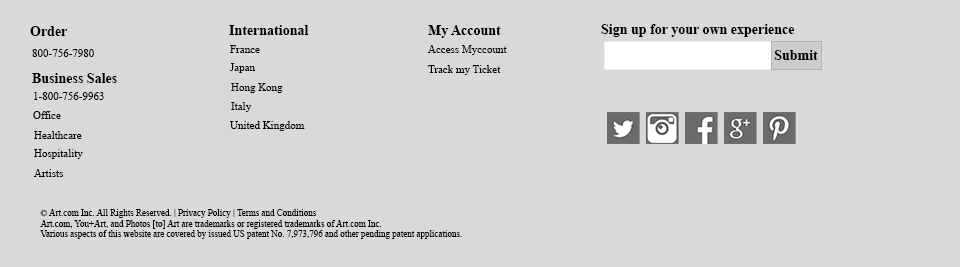 Order
800-756-7980
Business Sales
1-800-756-9963
Office
Healthcare
Hospitality
Artists
International
France
Japan
Hong Kong
Italy
United Kingdom
My Account
Access Myccount
Track my Ticket
Sign up for your own experience
Submit
© Art.com Inc. All Rights Reserved. | Privacy Policy | Terms and Conditions
Art.com, You+Art, and Photos [to] Art are trademarks or registered trademarks of Art.com Inc.
Various aspects of this website are covered by issued US patent No. 7,973,796 and other pending patent applications.